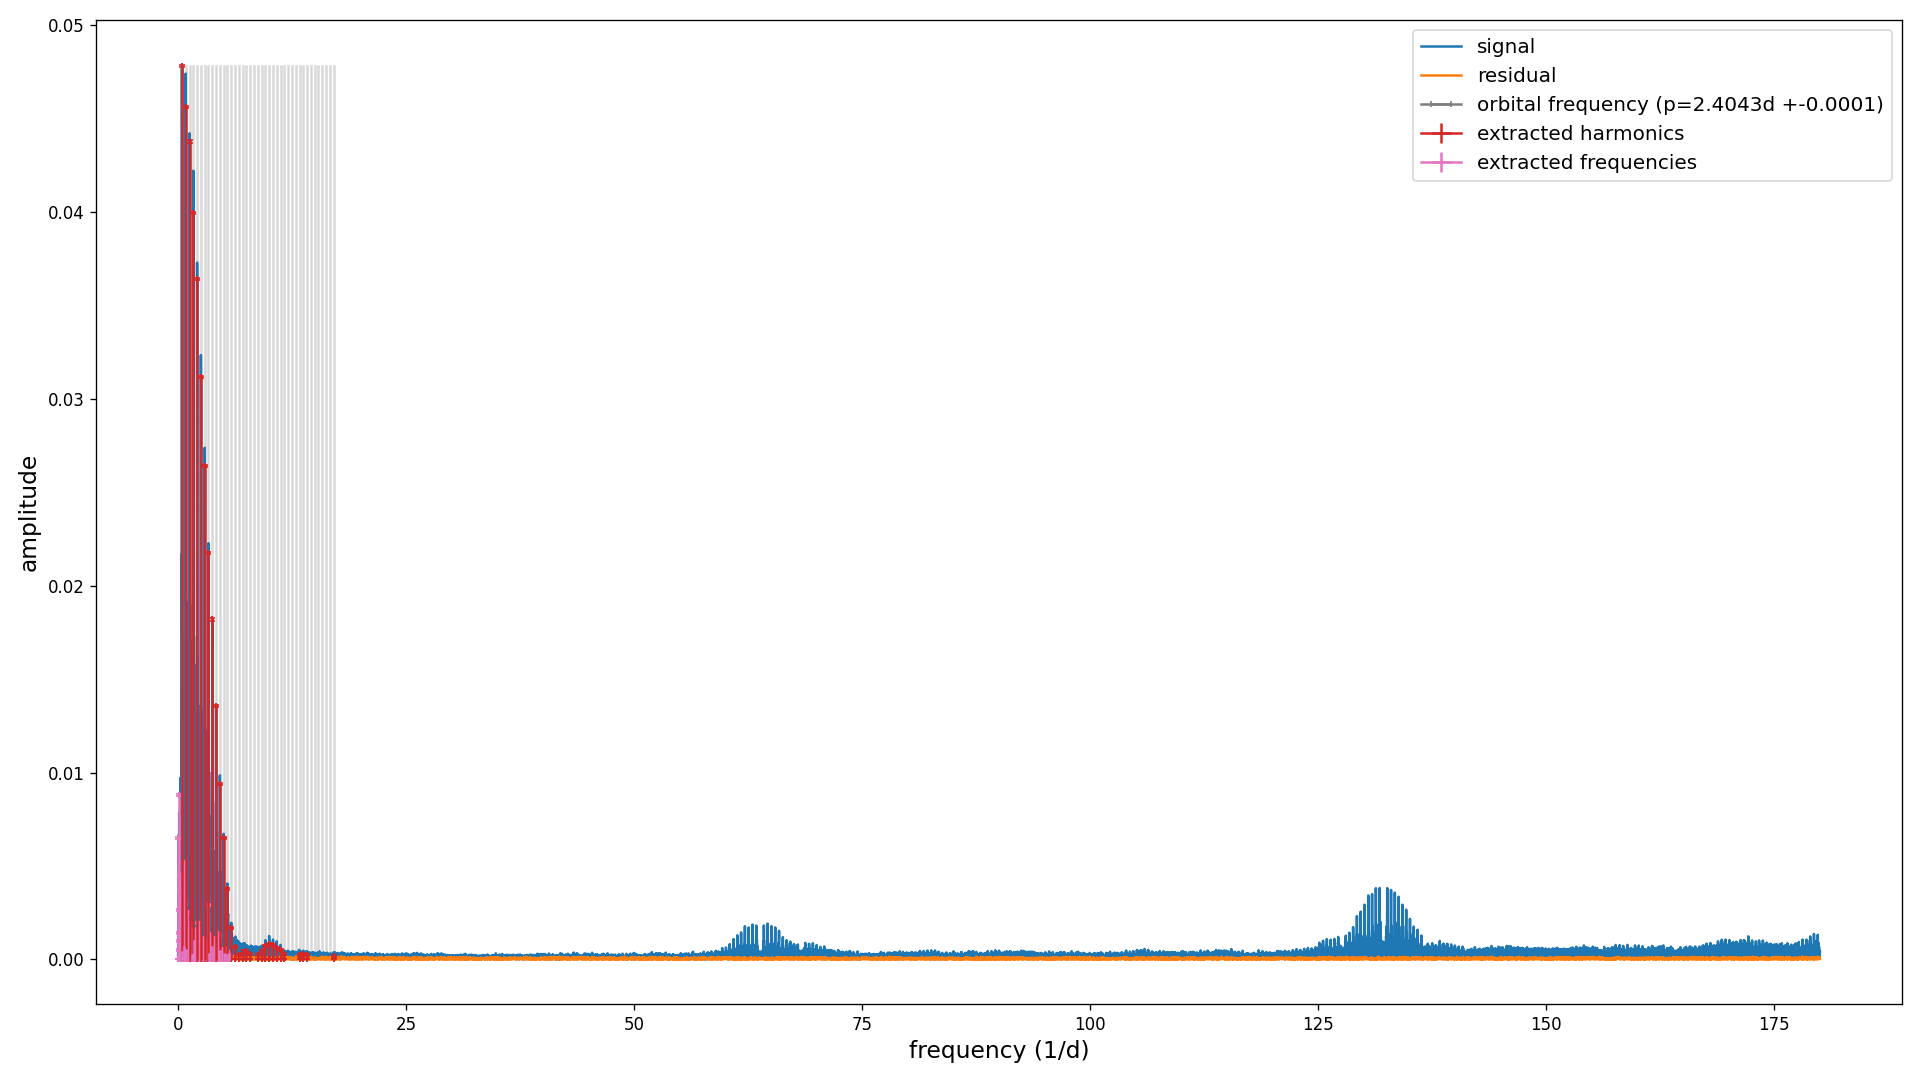 0.05
0.04
0.03
0.02
0.01
0.00
amplitude
signal
residual
orbital frequency (p=2.4043d +-0.0001)
extracted harmonics
extracted frequencies
0 25 50 75 100 125 150 175
frequency (1/d)